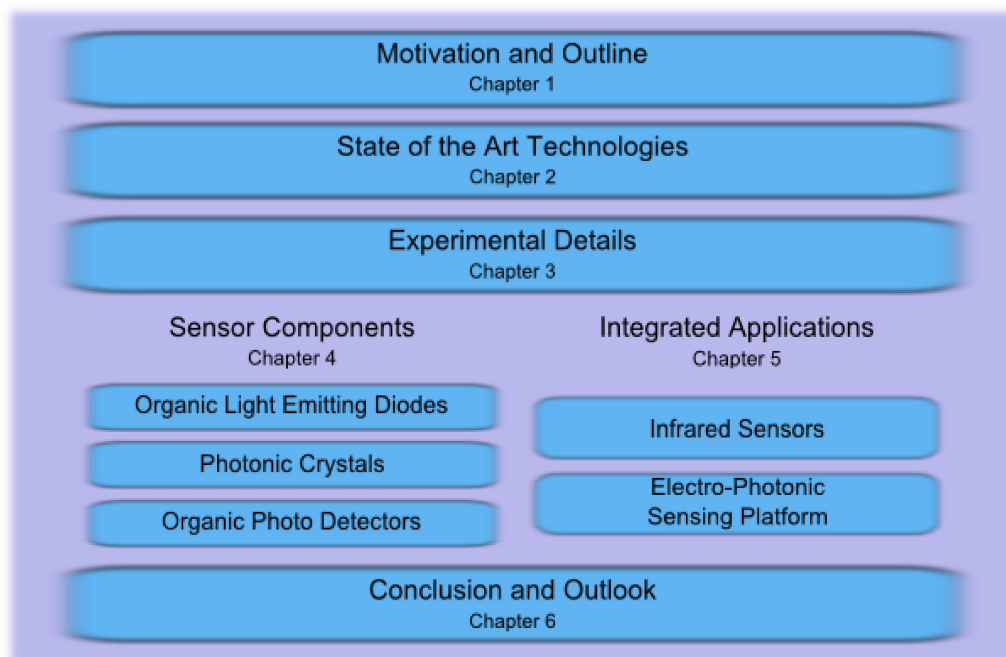 Motivation and Outline
Chapter 1
State of the Art Technologies
Chapter 2
Experimental Details
Chapter 3
Sensor Components
Chapter 4
Organic Light Emitting Diodes
Photonic Crystals
Organic Photo Detectors
Integrated Applications
Chapter 5
Infrared Sensors
Electro-Photonic
Sensing Platform
Conclusion and Outlook
Chapter 6